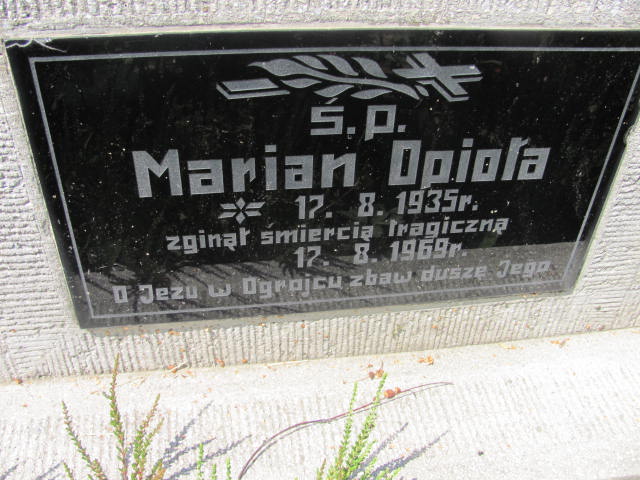 ś.p.
Marian Opioła
17. 8. 1935r.
zginął śmiercią tragiczną
17. 8. 1969r.
O Jezu w Ogrojcu zbaw duszę Jego